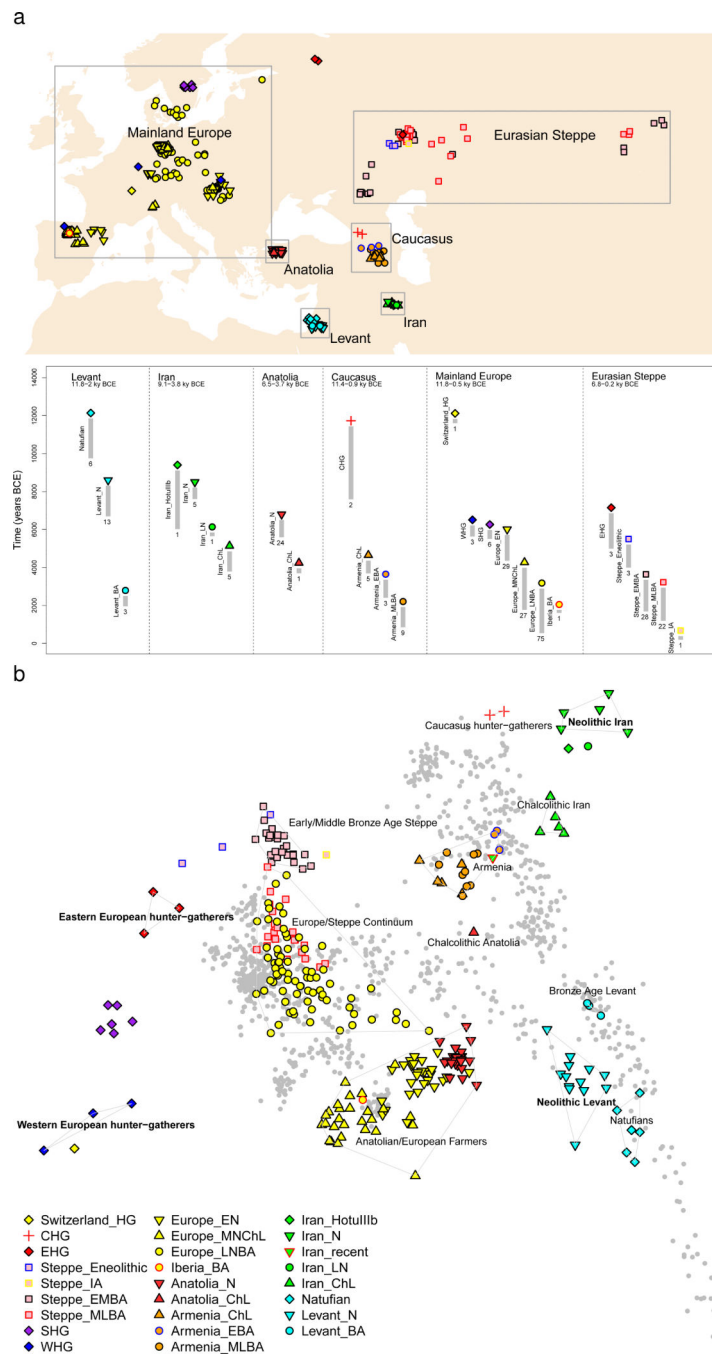 a
Mainland Europe
Eurasian Steppe
Caucasus
Anatolia
Iran
Levant
Levant
11.8−2 ky BCE
Iran
9.1−3.8 ky BCE
Anatolia
6.5−3.7 ky BCE
Caucasus
11.4−0.9 ky BCE
Mainland Europe
11.8−0.5 ky BCE
Eurasian Steppe
6.8−0.2 ky BCE
Time (years BCE)
14000
12000
10000
8000
6000
4000
2000
0
Natufian
6
Levant_N
13
Levant_BA
3
Iran_HotuIIIb
1
Iran_N
5
Iran_LN
1
Iran_ChL
5
Anatolia_N
24
Anatolia_ChL
1
CHG
2
Armenia_ChL
5
Armenia_EBA
3
Armenia_MLBA
9
Switzerland_HG
1
WHG
3
SHG
6
Europe_EN
28
Europe_MNChL
27
Europe_LNBA
75
Iberia_BA
1
EHG
3
Steppe_Eneolithic
3
Steppe_EMBA
28
Steppe_MLBA
22
Steppe_IA
1
b
Caucasus hunter−gatherers
Neolithic Iran
Chalcolithic Iran
Early/Middle Bronze Age Steppe
Armenia
Eastern European hunter−gatherers
Europe/Steppe Continuum
Chalcolithic Anatolia
Bronze Age Levant
Neolithic Levant
Natufians
Western European hunter−gatherers
Anatolian/European Farmers
Switzerland_HG
CHG
EHG
Steppe_Eneolithic
Steppe_IA
Steppe_EMBA
Steppe_MLBA
SHG
WHG
Europe_EN
Europe_MNChL
Europe_LNBA
Iberia_BA
Anatolia_N
Anatolia_ChL
Armenia_ChL
Armenia_EBA
Armenia_MLBA
Iran_HotuIIIb
Iran_N
Iran_recent
Iran_LN
Iran_ChL
Natufian
Levant_N
Levant_BA